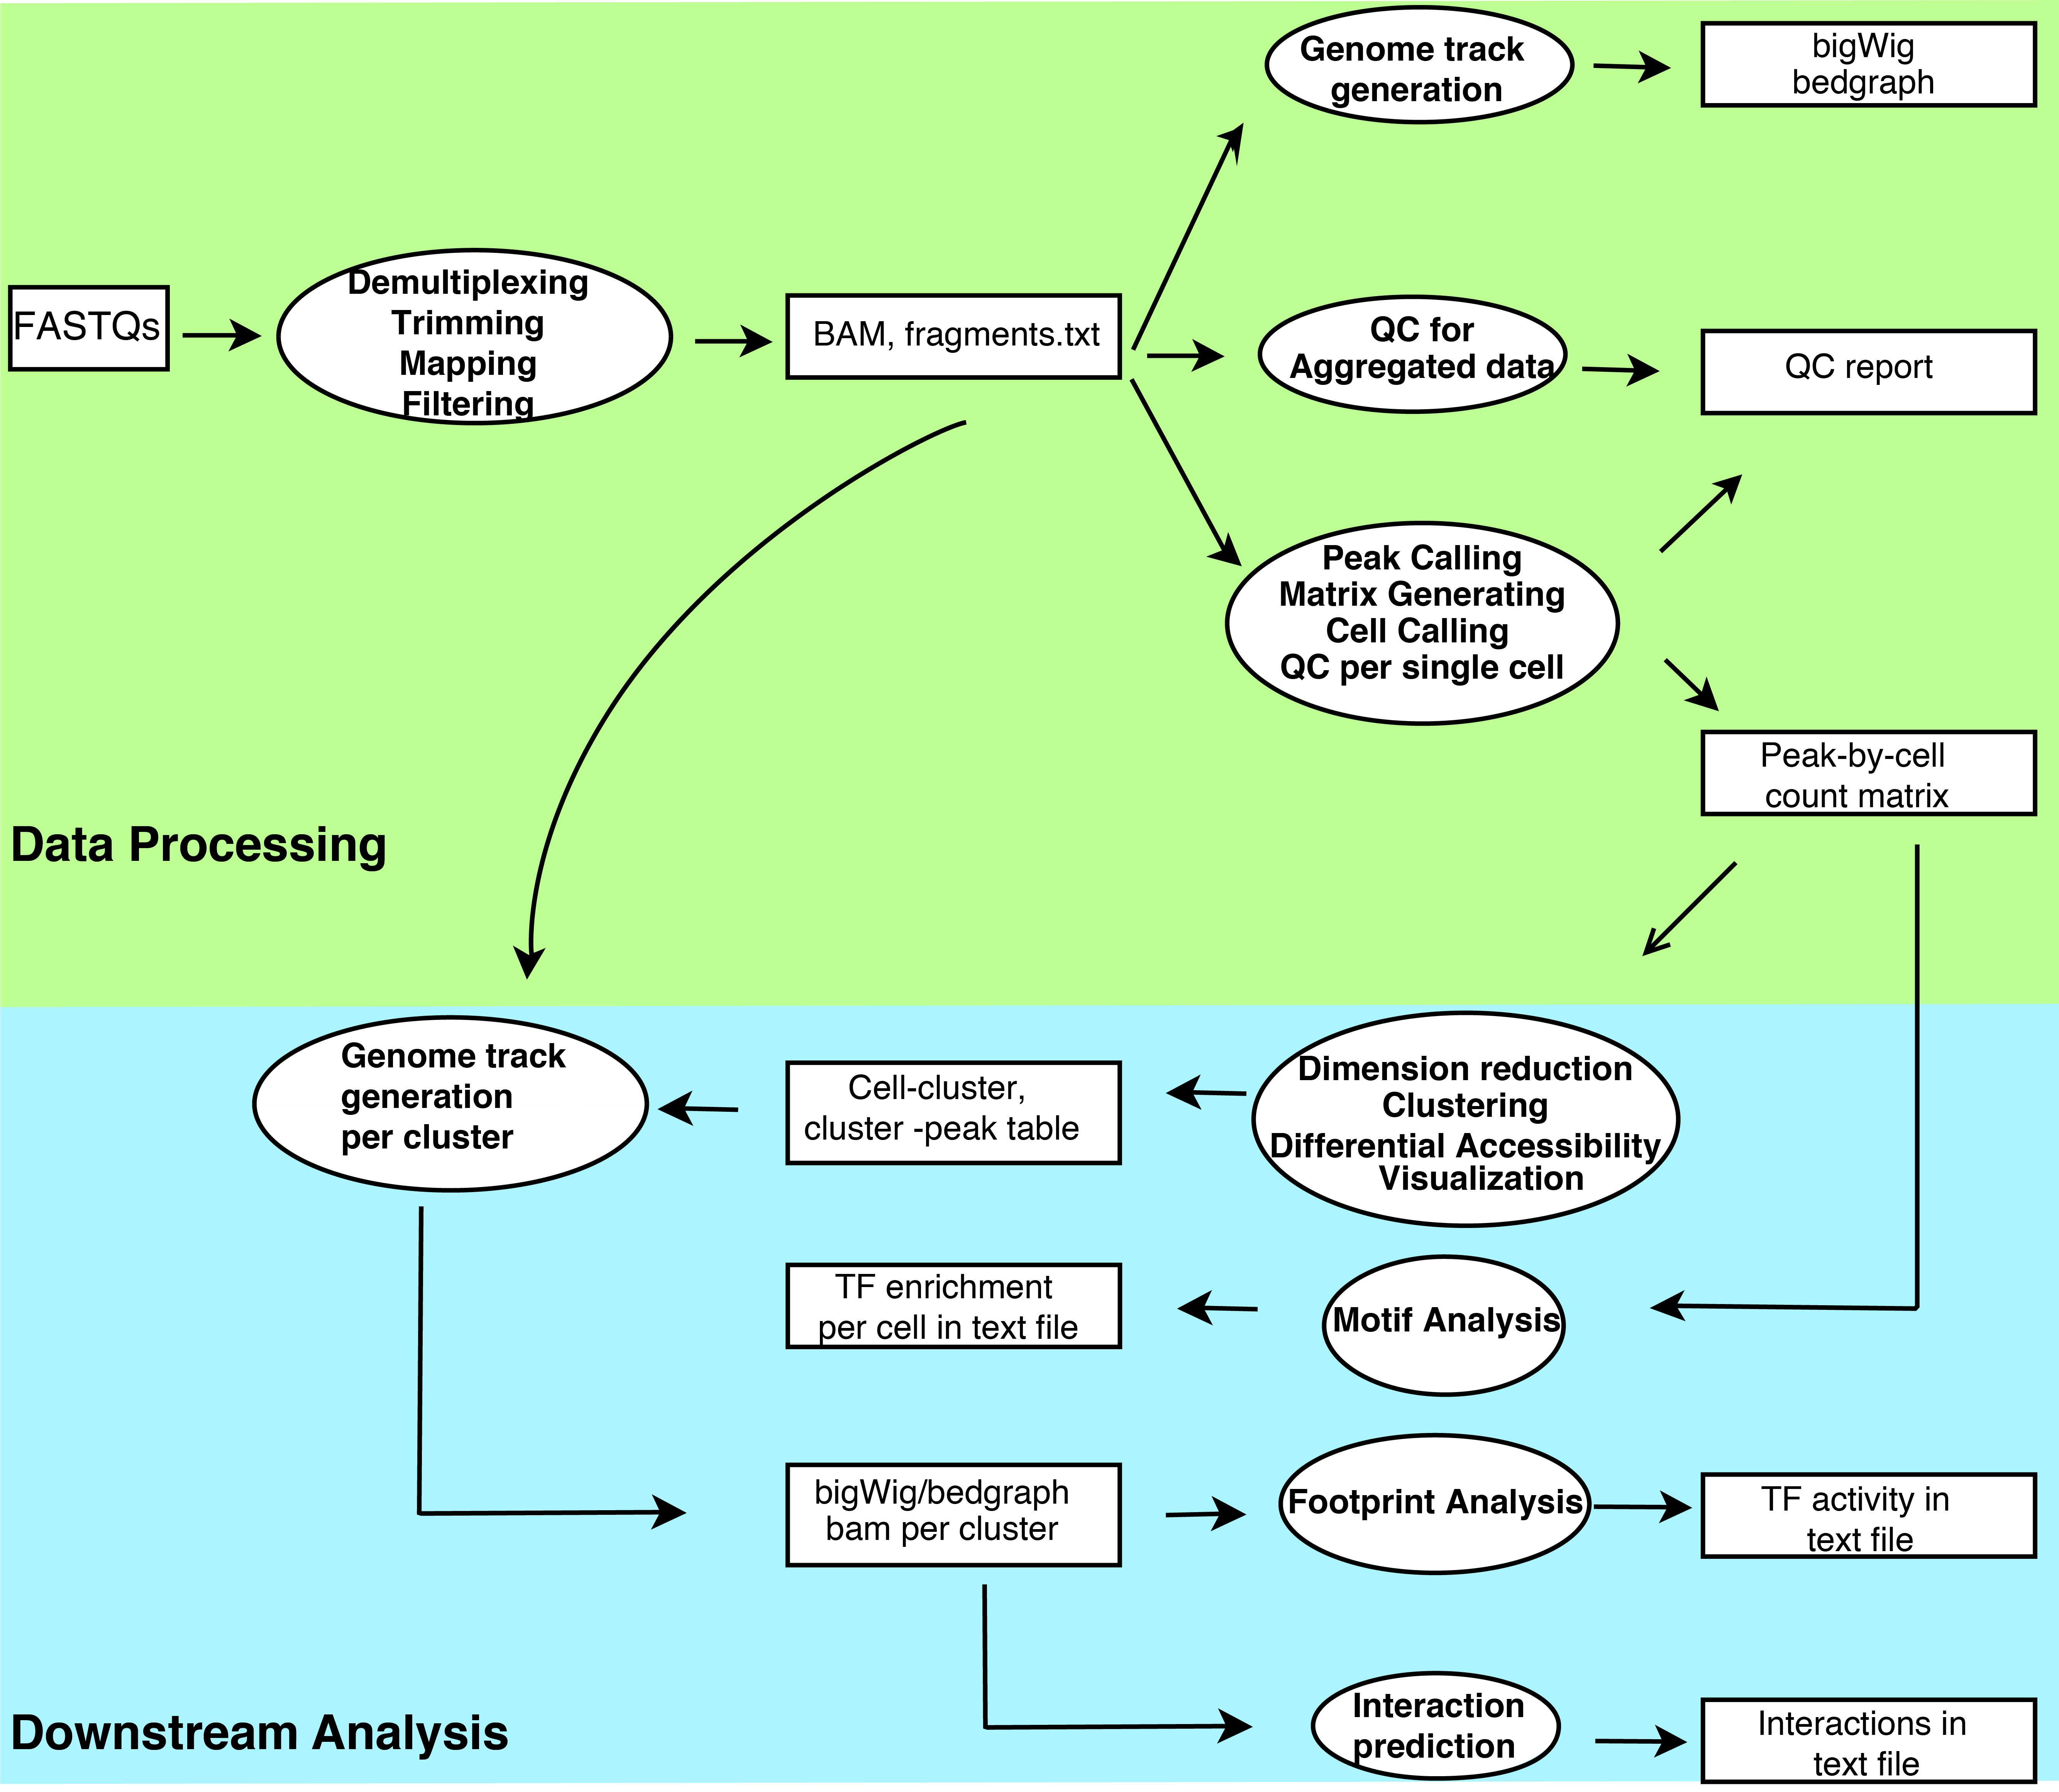 Genome track
generation
bigWig
bedgraph
FASTQs
Demultiplexing
Trimming
Mapping
Filtering
BAM, fragments.txt
QC for
Aggregated data
QC report
Peak Calling
Matrix Generating
Cell Calling
QC per single cell
Peak-by-cell
count matrix
Data Processing
Genome track
generation
per cluster
Cell-cluster,
cluster -peak table
Dimension reduction
Clustering
Differential Accessibility
Visualization
TF enrichment
per cell in text file
Motif Analysis
bigWig/bedgraph
bam per cluster
Footprint Analysis
TF activity in
text file
Downstream Analysis
Interaction
prediction
Interactions in
text file